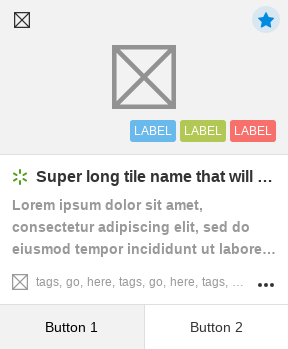 LABEL LABEL LABEL
Super long tile name that will ...
Lorem ipsum dolor sit amet,
consectetur adipiscing elit, sed do
eiusmod tempor incididunt ut labore...
tags, go, here, tags, go, here, tags, ...
Button 1 Button 2